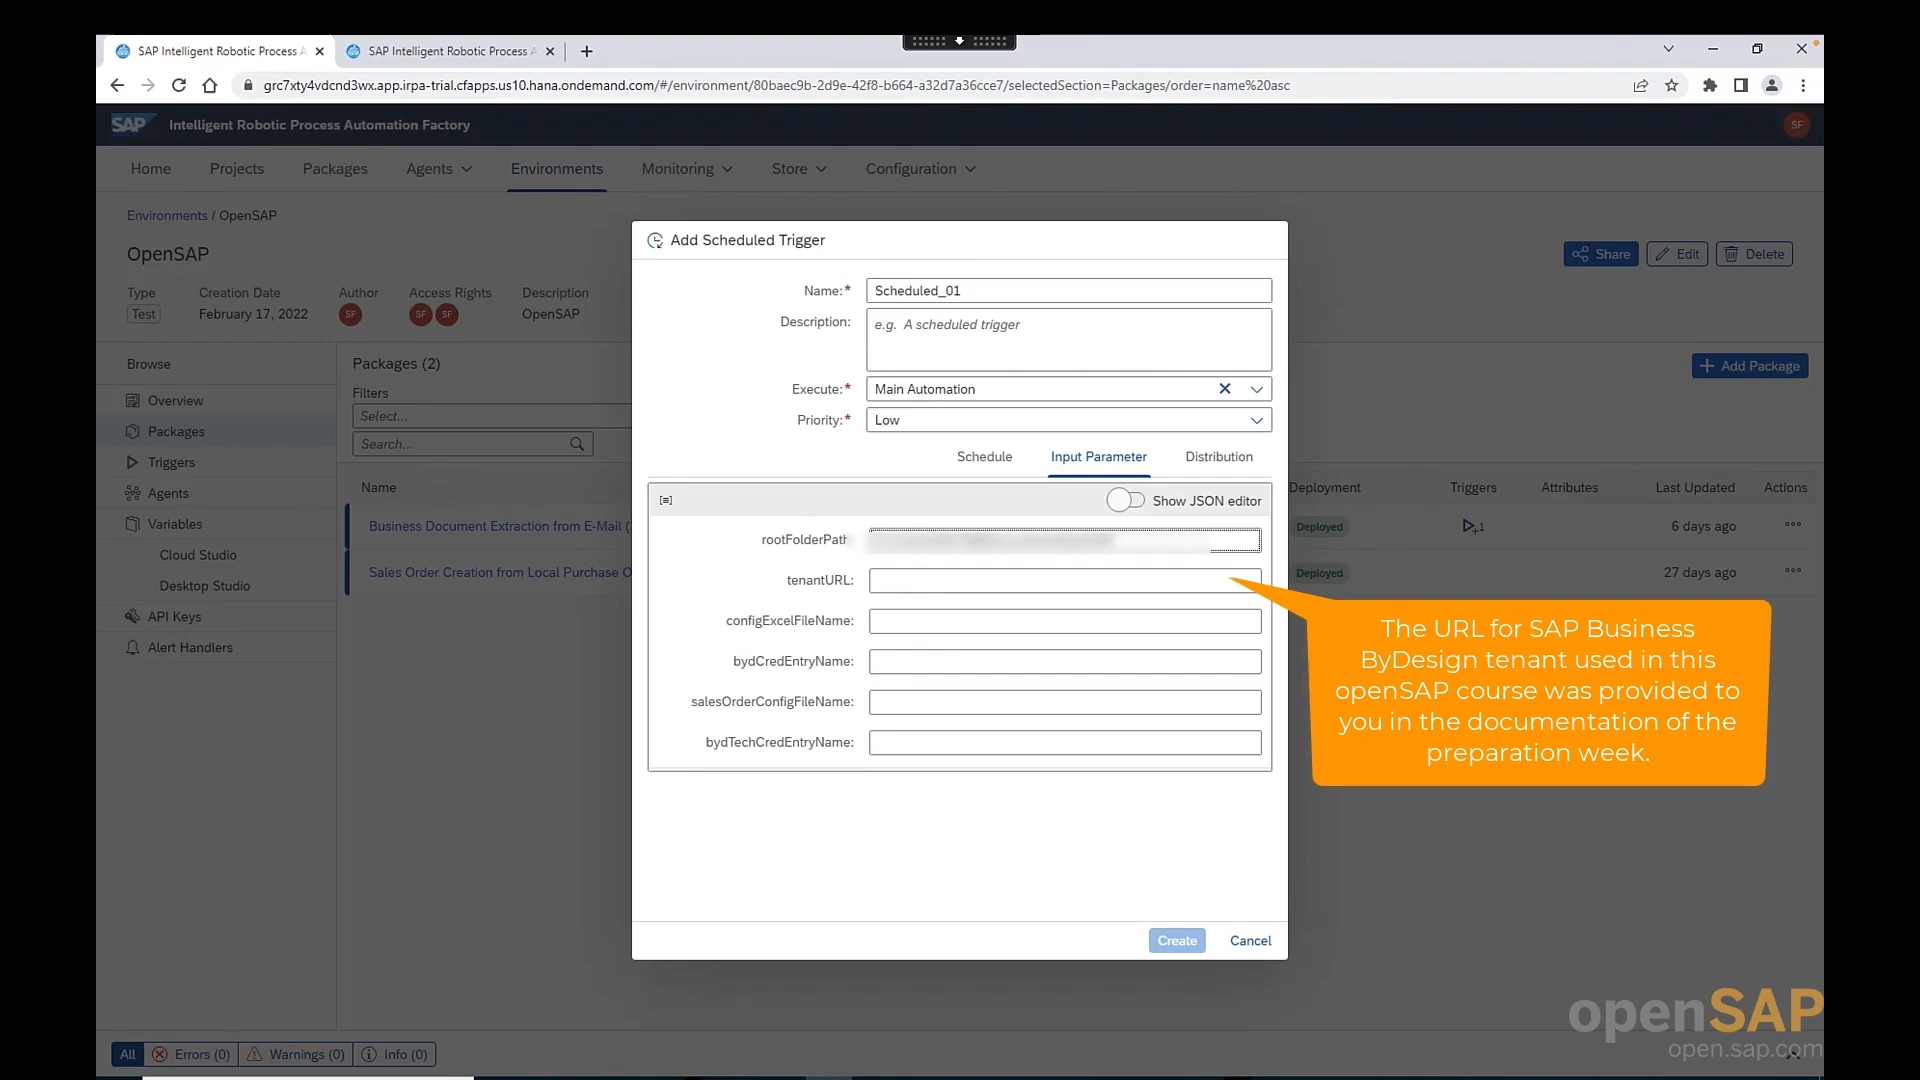 SAP Intelligent Robotic Process A
SAP Intelligent Robotic Process A
grc7xty4vdcnd3wx.app.irpa-trial.cfapps.us10.hana.ondemand.com/#/environment/80baec9b-2d9e-42f8-b664-a32d7a36cce7/selectedSection=Packages/order=name%20asc
SAP Intelligent Robotic Process Automation Factory SF
Home Projects Packages Agents Environments Monitoring Store Configuration
Environments / OpenSAP
OpenSAP
Share Edit Delete
Type Creation Date Author Access Rights Description
Test February 17, 2022 SF SF SF OpenSAP
Browse
Overview
Packages
Triggers
Agents
Variables
Cloud Studio
Desktop Studio
API Keys
Alert Handlers
Packages (2)
Add Package
Filters
Select...
Search...
Name Deployment Triggers Attributes Last Updated Actions
Business Document Extraction from E-Mail ( Deployed 1 6 days ago
Sales Order Creation from Local Purchase O Deployed 27 days ago
Add Scheduled Trigger
Name:* Scheduled_01
Description: e.g. A scheduled trigger
Execute:* Main Automation
Priority:* Low
Schedule Input Parameter Distribution
Show JSON editor
rootFolderPath
tenantURL:
configExcelFileName:
bydCredEntryName:
salesOrderConfigFileName:
bydTechCredEntryName:
Create Cancel
The URL for SAP Business
ByDesign tenant used in this
openSAP course was provided to
you in the documentation of the
preparation week.
All Errors (0) Warnings (0) Info (0)
openSAP
open.sap.com